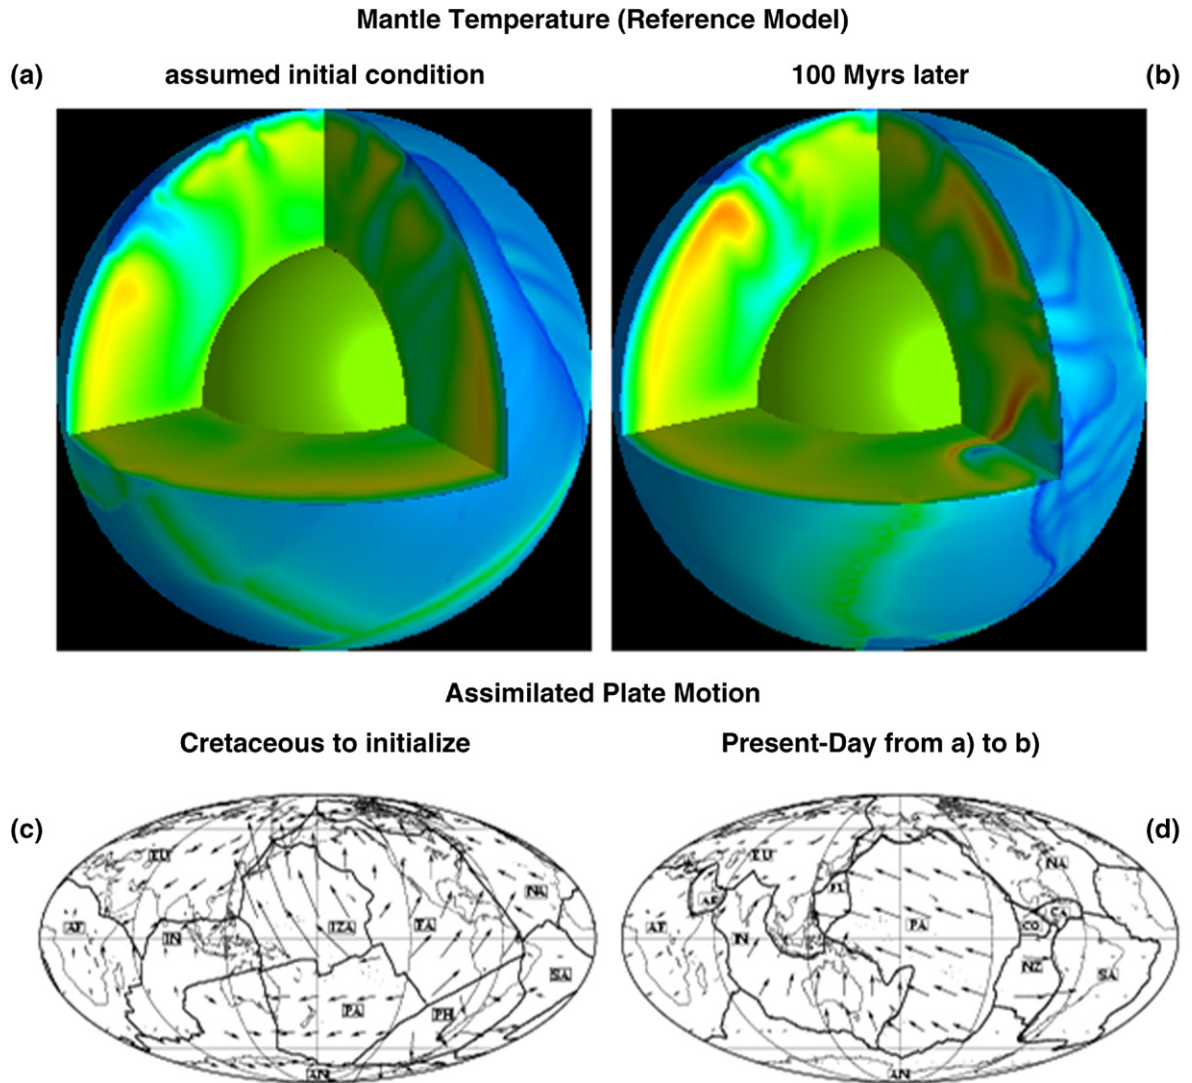 Mantle Temperature (Reference Model)
(a) assumed initial condition 100 Myrs later (b)
Assimilated Plate Motion
Cretaceous to initialize Present-Day from a) to b)
(c) (d)
EU EU NA
NA AR PL
AF IZA FA AF PA CA
IN IN CO
SA NZ SA
PA PH
AN AN